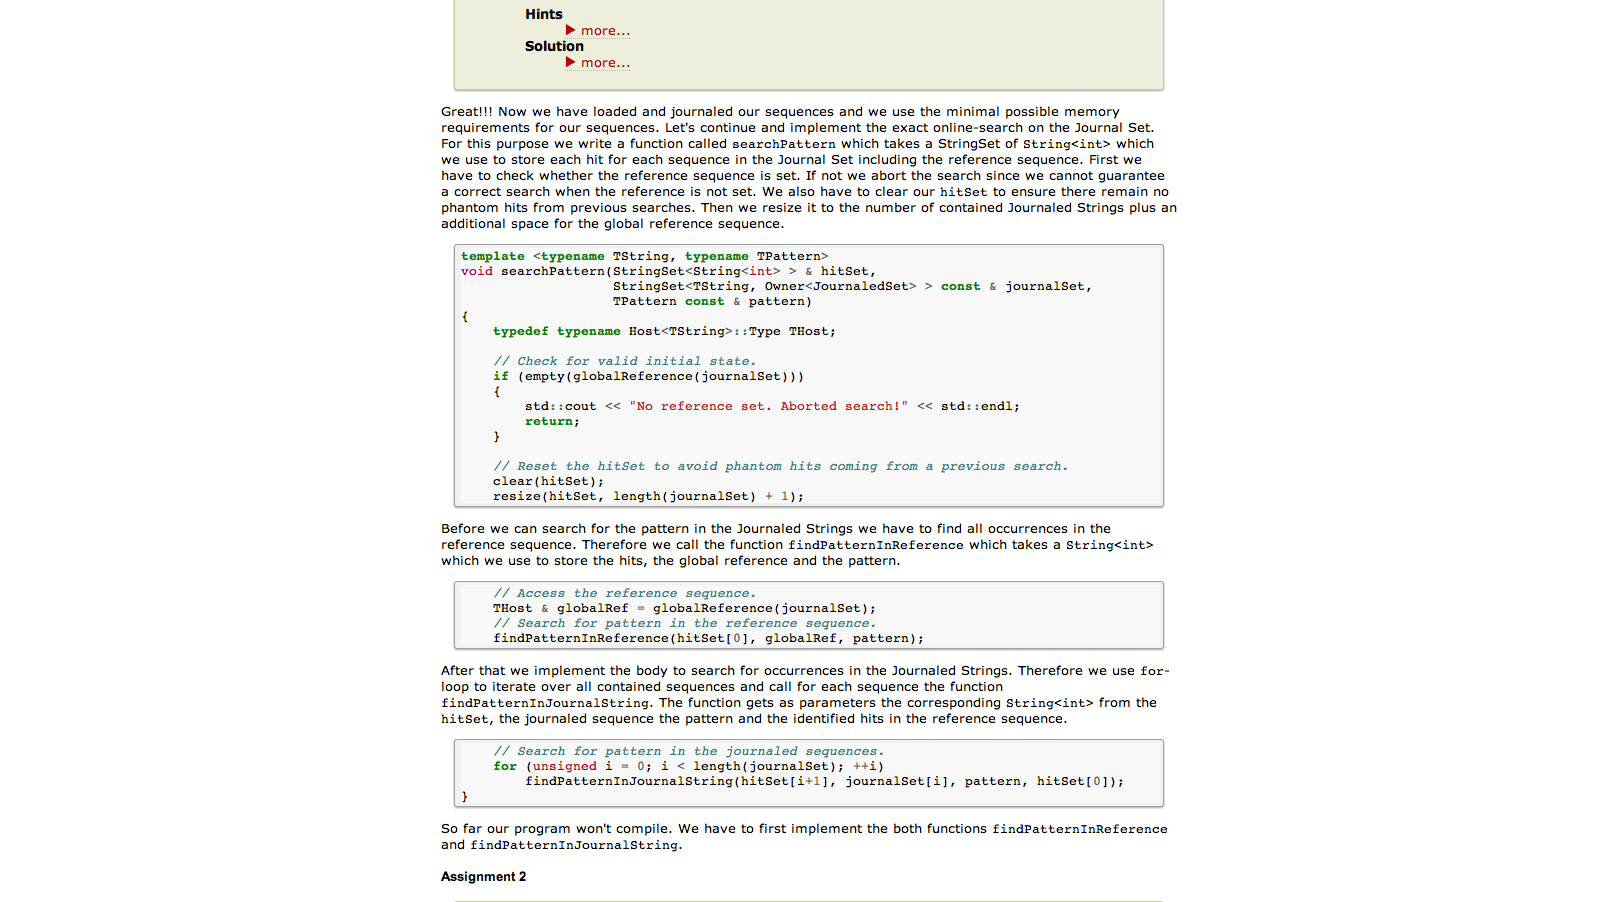 Hints
▶ more...
Solution
▶ more...
Great!!! Now we have loaded and journaled our sequences and we use the minimal possible memory
requirements for our sequences. Let's continue and implement the exact online-search on the Journal Set.
For this purpose we write a function called searchPattern which takes a StringSet of String<int> which
we use to store each hit for each sequence in the Journal Set including the reference sequence. First we
have to check whether the reference sequence is set. If not we abort the search since we cannot guarantee
a correct search when the reference is not set. We also have to clear our hitSet to ensure there remain no
phantom hits from previous searches. Then we resize it to the number of contained Journaled Strings plus an
additional space for the global reference sequence.
template <typename TString, typename TPattern>
void searchPattern(StringSet<String<int> > & hitSet,
                   StringSet<TString, Owner<JournaledSet> > const & journalSet,
                   TPattern const & pattern)
{
    typedef typename Host<TString>::Type THost;
    // Check for valid initial state.
    if (empty(globalReference(journalSet)))
    {
        std::cout << "No reference set. Aborted search!" << std::endl;
        return;
    }
    // Reset the hitSet to avoid phantom hits coming from a previous search.
    clear(hitSet);
    resize(hitSet, length(journalSet) + 1);
Before we can search for the pattern in the Journaled Strings we have to find all occurrences in the
reference sequence. Therefore we call the function findPatternInReference which takes a String<int>
which we use to store the hits, the global reference and the pattern.
    // Access the reference sequence.
    THost & globalRef = globalReference(journalSet);
    // Search for pattern in the reference sequence.
    findPatternInReference(hitSet[0], globalRef, pattern);
After that we implement the body to search for occurrences in the Journaled Strings. Therefore we use for-
loop to iterate over all contained sequences and call for each sequence the function
findPatternInJournalString. The function gets as parameters the corresponding String<int> from the
hitSet, the journaled sequence the pattern and the identified hits in the reference sequence.
    // Search for pattern in the journaled sequences.
    for (unsigned i = 0; i < length(journalSet); ++i)
        findPatternInJournalString(hitSet[i+1], journalSet[i], pattern, hitSet[0]);
}
So far our program won't compile. We have to first implement the both functions findPatternInReference
and findPatternInJournalString.
Assignment 2